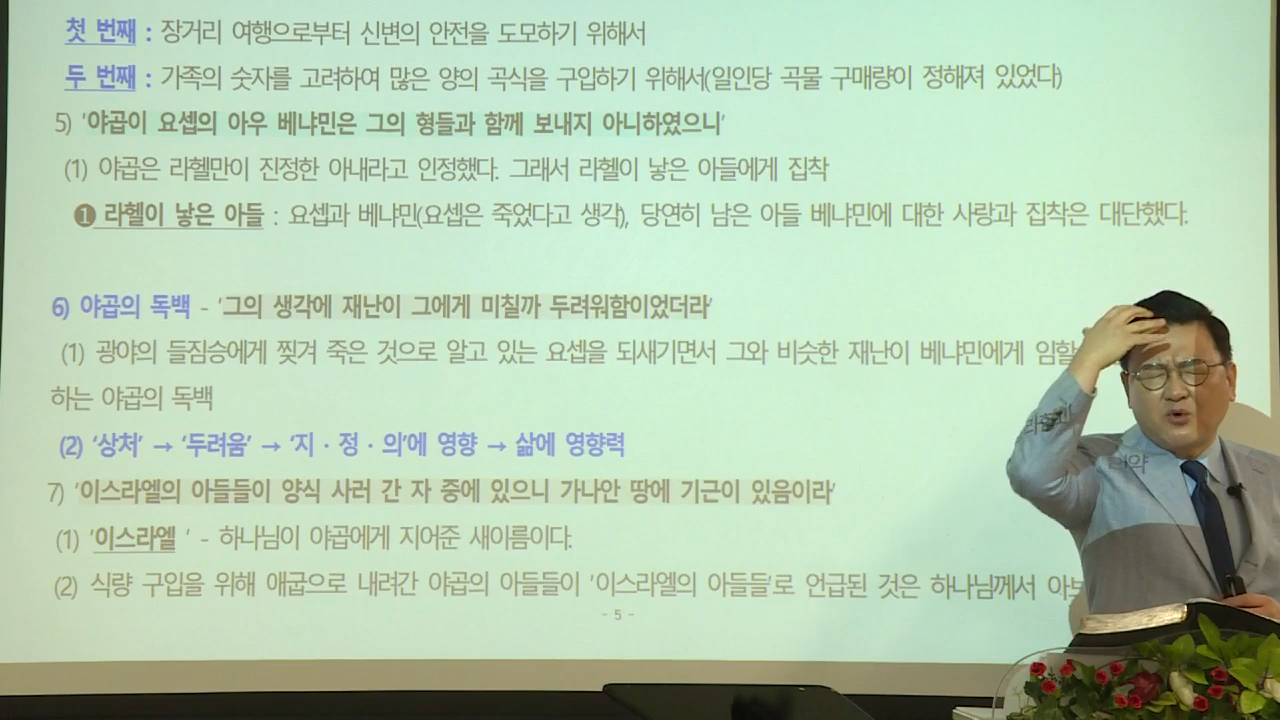 첫 번째 : 장거리 여행으로부터 신변의 안전을 도모하기 위해서
두 번째 : 가족의 숫자를 고려하여 많은 양의 곡식을 구입하기 위해서(일인당 곡물 구매량이 정해져 있었다)
5) '야곱이 요셉의 아우 베냐민은 그의 형들과 함께 보내지 아니하였으니'
(1) 야곱은 라헬만이 진정한 아내라고 인정했다. 그래서 라헬이 낳은 아들에게 집착
❶ 라헬이 낳은 아들 : 요셉과 베냐민(요셉은 죽었다고 생각), 당연히 남은 아들 베냐민에 대한 사랑과 집착은 대단했다.
6) 야곱의 독백 - '그의 생각에 재난이 그에게 미칠까 두려워함이었더라'
(1) 광야의 들짐승에게 찢겨 죽은 것으로 알고 있는 요셉을 되새기면서 그와 비슷한 재난이 베냐민에게 임할
하는 야곱의 독백
(2) '상처' → '두려움' → '지 · 정 · 의'에 영향 → 삶에 영향력
7) '이스라엘의 아들들이 양식 사러 간 자 중에 있으니 가나안 땅에 기근이 있음이라'
(1) '이스라엘 ' - 하나님이 야곱에게 지어준 새이름이다.
(2) 식량 구입을 위해 애굽으로 내려간 야곱의 아들들이 '이스라엘의 아들들'로 언급된 것은 하나님께서
- 5 -